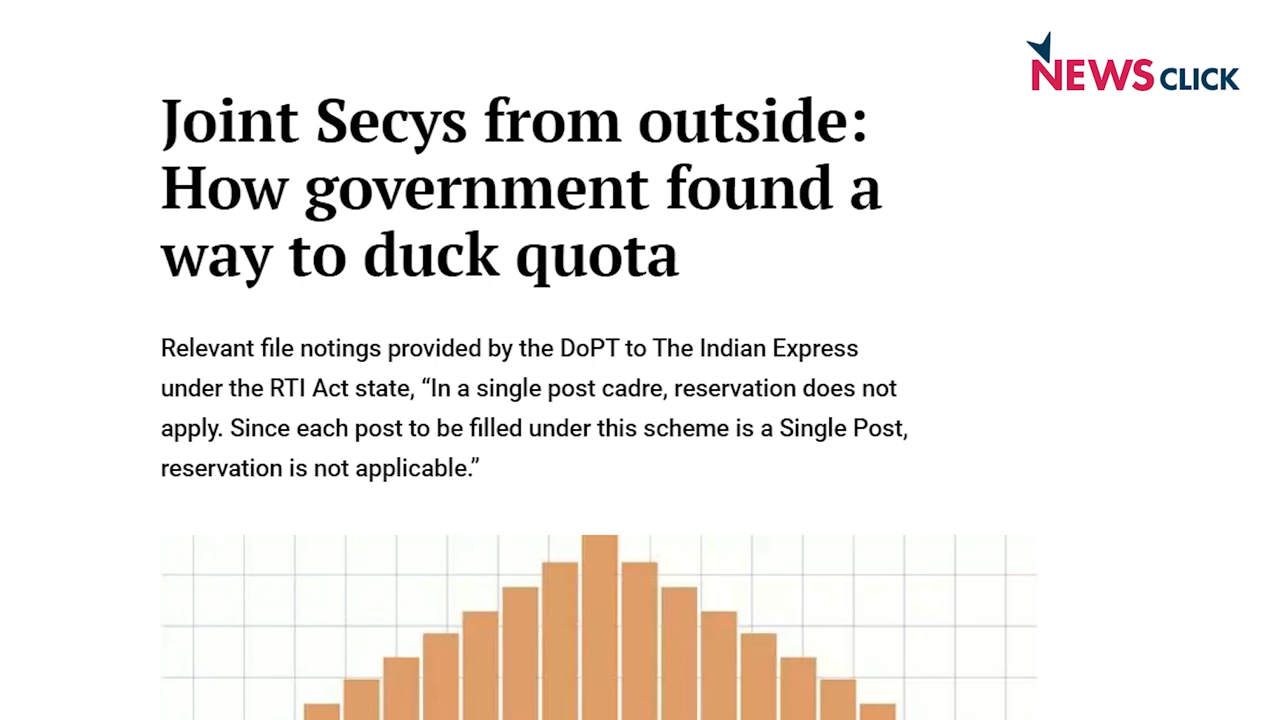 NEWS CLICK
Joint Secys from outside:
How government found a
way to duck quota
Relevant file notings provided by the DoPT to The Indian Express
under the RTI Act state, “In a single post cadre, reservation does not
apply. Since each post to be filled under this scheme is a Single Post,
reservation is not applicable.”